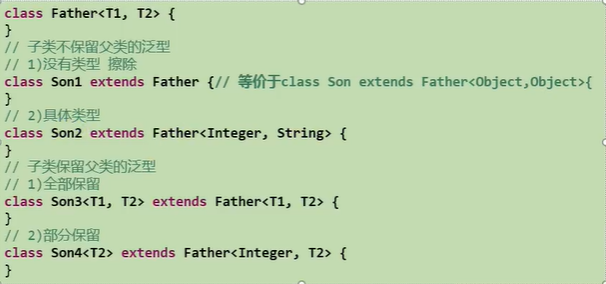 class Father<T1, T2> {
}
// 子类不保留父类的泛型
// 1)没有类型 擦除
class Son1 extends Father {// 等价于class Son extends Father<Object,Object>{
}
// 2)具体类型
class Son2 extends Father<Integer, String> {
}
// 子类保留父类的泛型
// 1)全部保留
class Son3<T1, T2> extends Father<T1, T2> {
}
// 2)部分保留
class Son4<T2> extends Father<Integer, T2> {
}